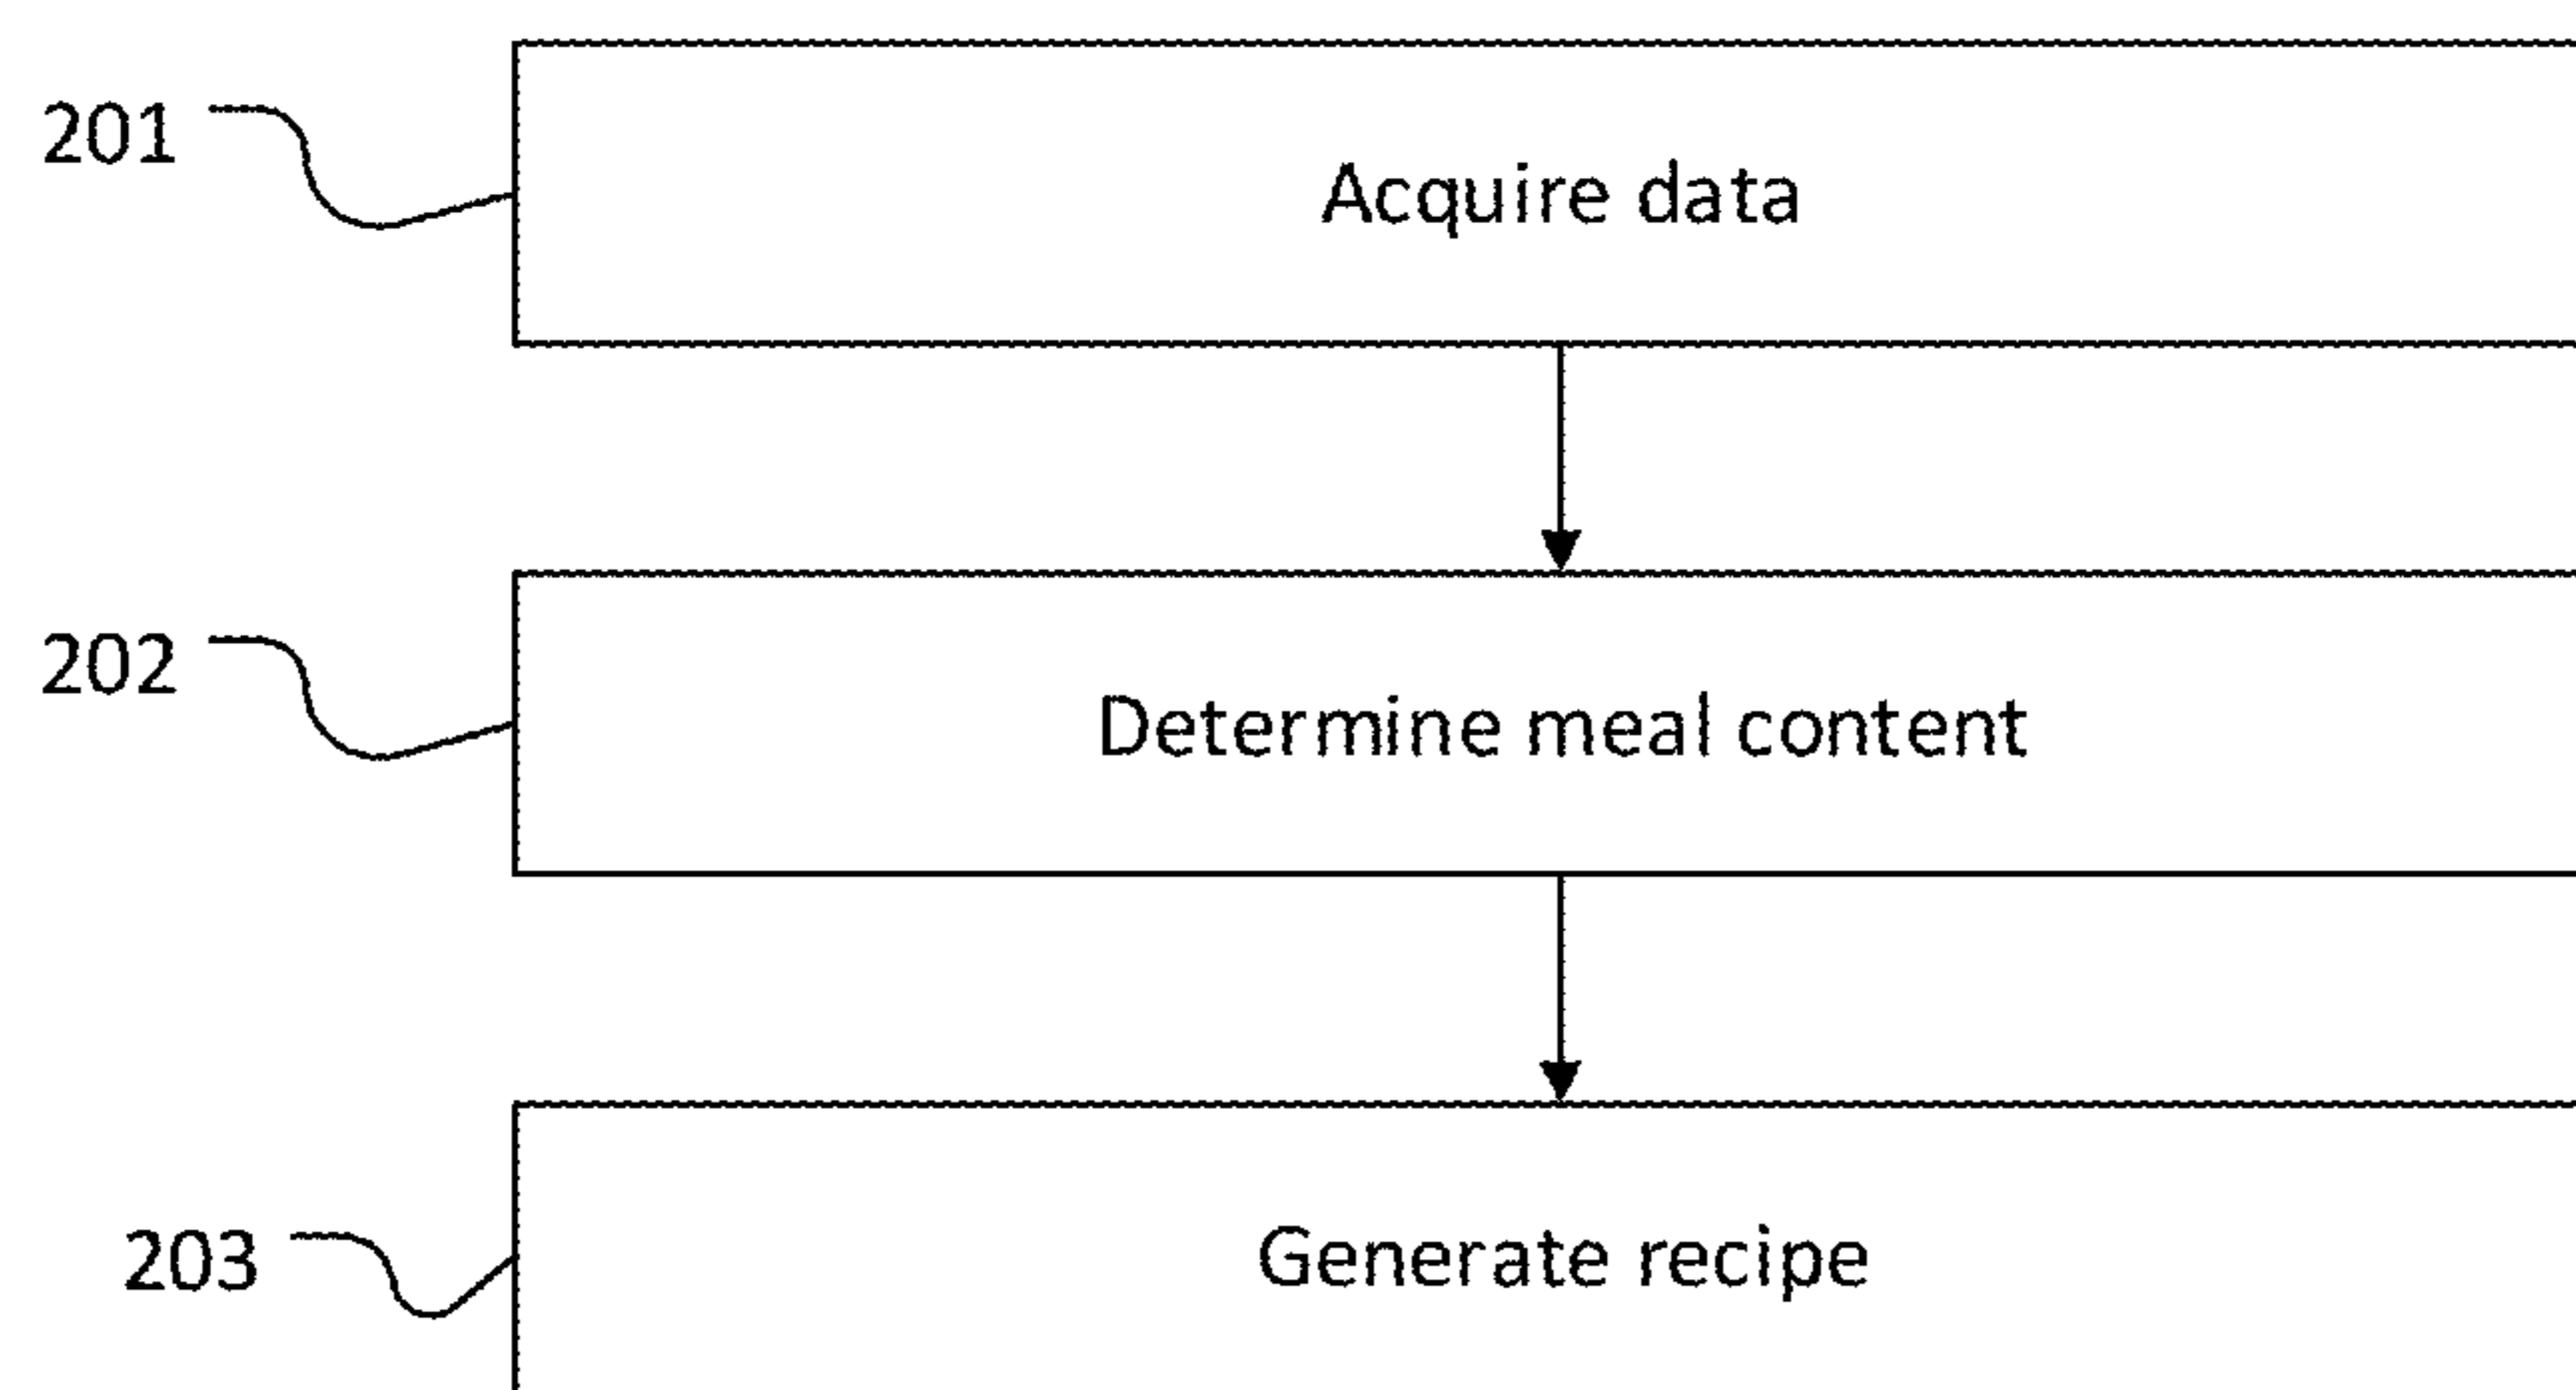 201
Acquire data
202
Determine meal content
203
Generate recipe